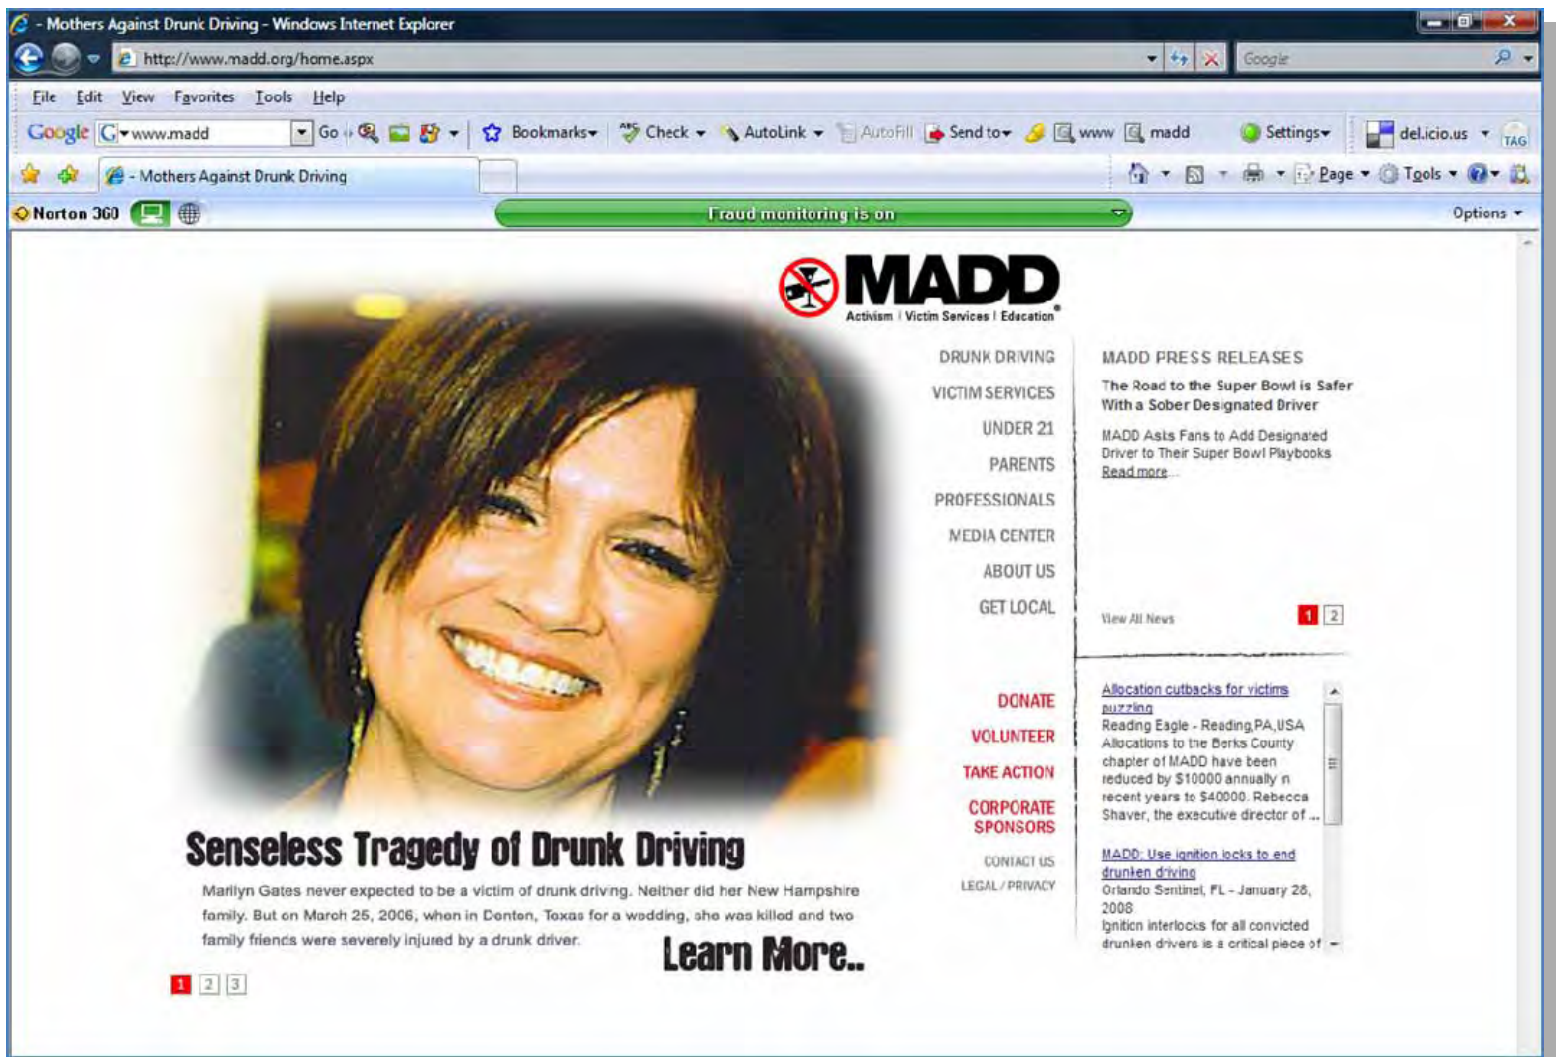 - Mothers Against Drunk Driving - Windows Internet Explorer
http://www.madd.org/home.aspx
Google
File Edit View Favorites Tools Help
Google G www.madd Go Bookmarks ABC Check AutoLink AutoFill Send to www madd Settings del.icio.us TAG
- Mothers Against Drunk Driving
Page Tools
Norton 360
Fraud monitoring is on
Options
MADD
Activism | Victim Services | Education
DRUNK DRIVING
VICTIM SERVICES
UNDER 21
PARENTS
PROFESSIONALS
MEDIA CENTER
ABOUT US
GET LOCAL
DONATE
VOLUNTEER
TAKE ACTION
CORPORATE
SPONSORS
CONTACT US
LEGAL / PRIVACY
MADD PRESS RELEASES
The Road to the Super Bowl is Safer
With a Sober Designated Driver
MADD Asks Fans to Add Designated
Driver to Their Super Bowl Playbooks
Read more...
View All News
1 2
Allocation cutbacks for victims
puzzling
Reading Eagle - Reading,PA,USA
Allocations to the Berks County
chapter of MADD have been
reduced by $10000 annually n
recent years to $40000. Rebecca
Shaver, the executive director of ...
MADD: Use ignition locks to end
drunken driving
Orlando Sentinel, FL - January 28,
2008
Ignition interlocks for all convicted
drunken drivers is a critical piece of
Senseless Tragedy of Drunk Driving
Marilyn Gates never expected to be a victim of drunk driving. Neither did her New Hampshire
family. But on March 25, 2006, when in Denton, Texas for a wedding, she was killed and two
family friends were severely injured by a drunk driver.
Learn More..
1 2 3